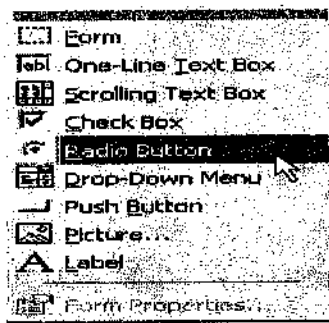 Form
One-Line Text Box
Scrolling Text Box
Check Box
Radio Button
Drop-Down Menu
Push Button
Picture...
Label
Form Properties...